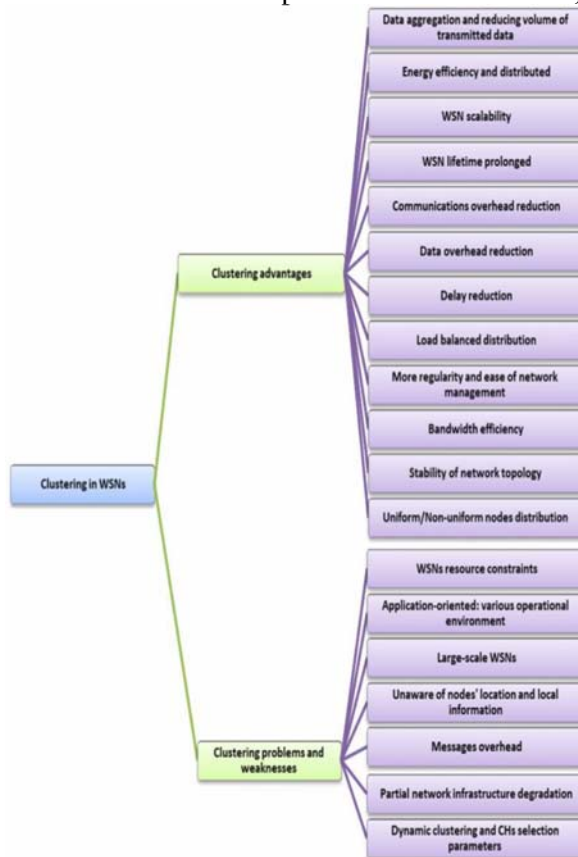 Data aggregation and reducing volume of
transmitted data
Energy efficiency and distributed
WSN scalability
WSN lifetime prolonged
Communications overhead reduction
Data overhead reduction
Clustering advantages
Delay reduction
Load balanced distribution
More regularity and ease of network
management
Bandwidth efficiency
Stability of network topology
Clustering in WSNs
Uniform/Non-uniform nodes distribution
WSNs resource constraints
Application-oriented: various operational
environment
Large-scale WSNs
Unaware of nodes' location and local
information
Clustering problems and
weaknesses
Messages overhead
Partial network infrastructure degradation
Dynamic clustering and CHs selection
parameters